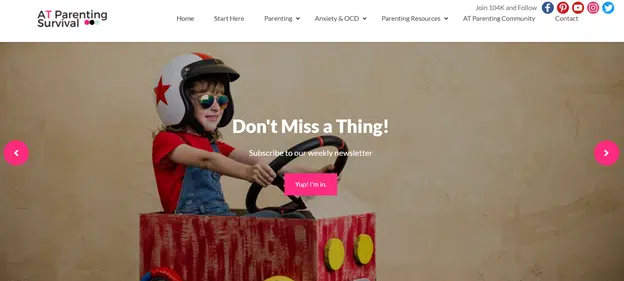 Join 104K and Follow
AT Parenting
Survival
Home
Start Here
Parenting
Anxiety & OCD
Parenting Resources
AT Parenting Community
Contact
Don't Miss a Thing!
Subscribe to our weekly newsletter
Yup! I'm in.